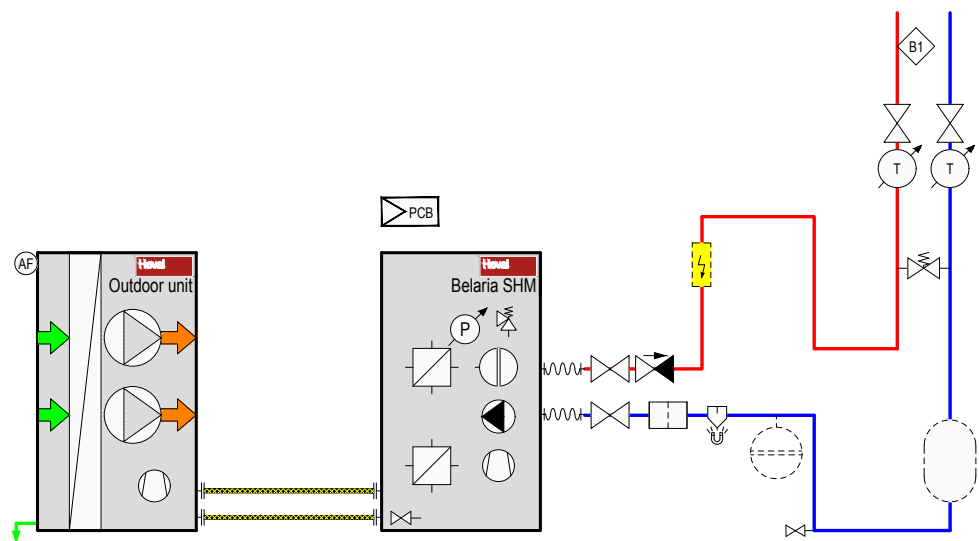 B1
T
T
PCB
AF
Hoval
Outdoor unit
Hoval
Belaria SHM
P